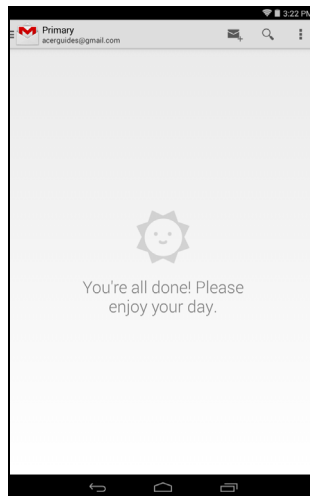 3:22 PM
Primary
acerguides@gmail.com
You're all done! Please
enjoy your day.